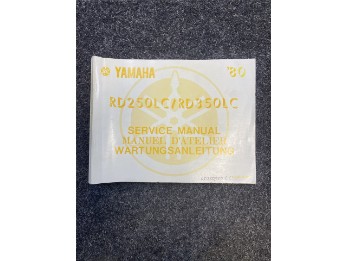 YAMAHA '80
RD250LC/RD350LC
SERVICE MANUAL
MANUEL D'ATELIER
WARTUNGSANLEITUNG